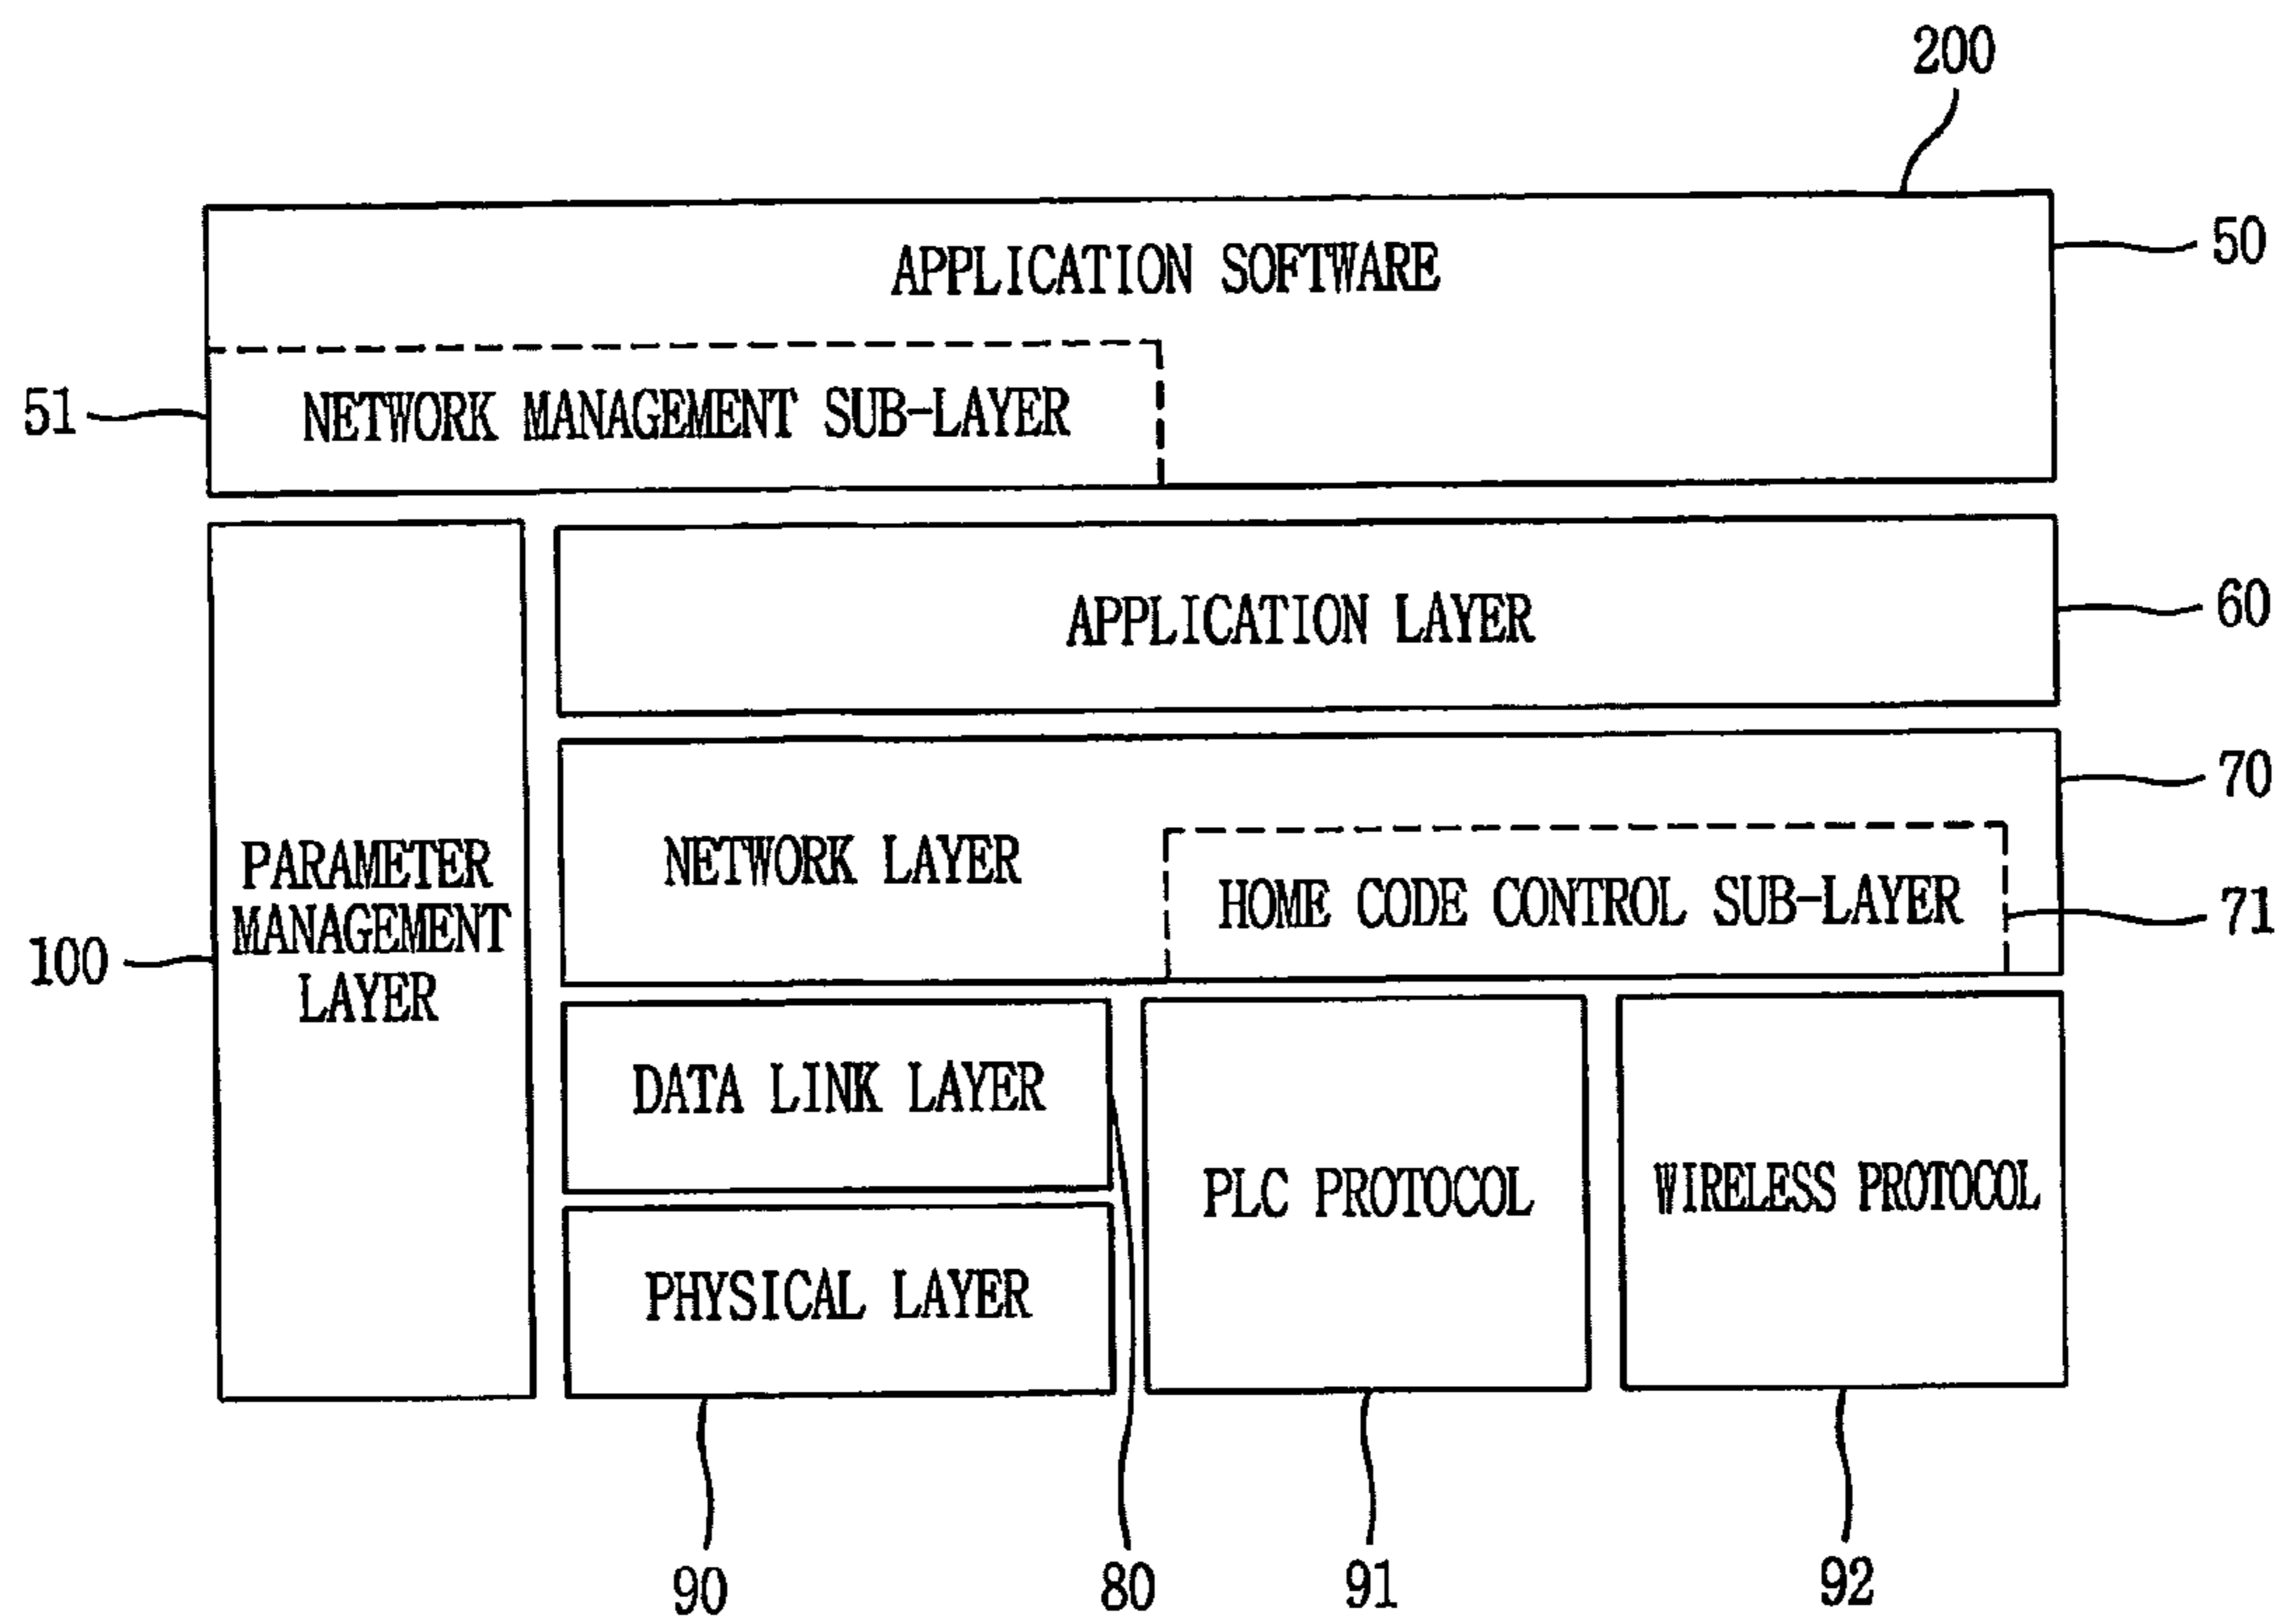 200
APPLICATION SOFTWARE
50
51
NETWORK MANAGEMENT SUB-LAYER
APPLICATION LAYER
60
70
PARAMETER
MANAGEMENT
LAYER
100
NETWORK LAYER
HOME CODE CONTROL SUB-LAYER
71
DATA LINK LAYER
PLC PROTOCOL
WIRELESS PROTOCOL
PHYSICAL LAYER
90
80
91
92